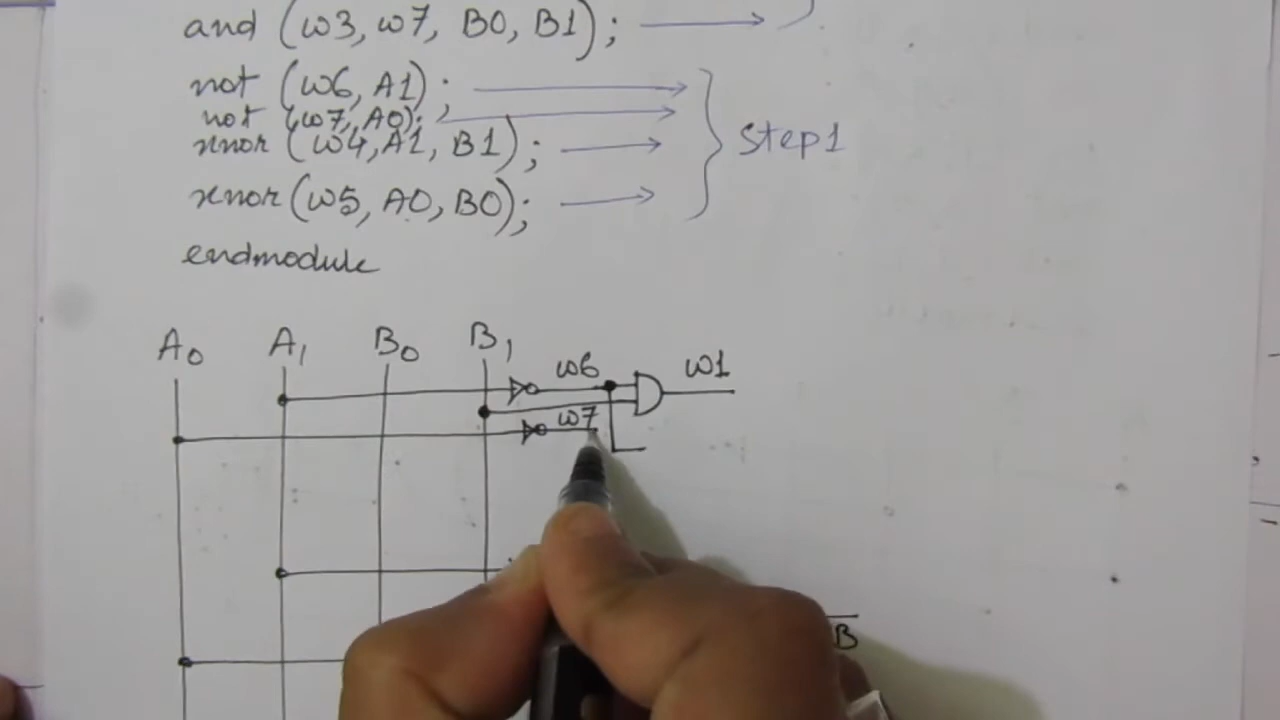 and (w3, w7, B0, B1);
not (w6, A1);
not (w7, A0);
xnor (w4, A1, B1);
Step1
xnor (w5, A0, B0);
endmodule
A0 A1 B0 B1
w6 w1
w7
B